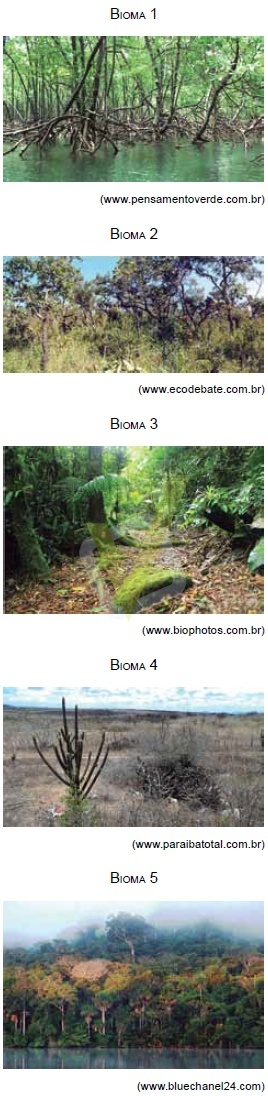 Bioma 1
(www.pensamentoverde.com.br)
Bioma 2
(www.ecodebate.com.br)
Bioma 3
(www.biophotos.com.br)
Bioma 4
(www.paraibatotal.com.br)
Bioma 5
(www.bluechanel24.com)